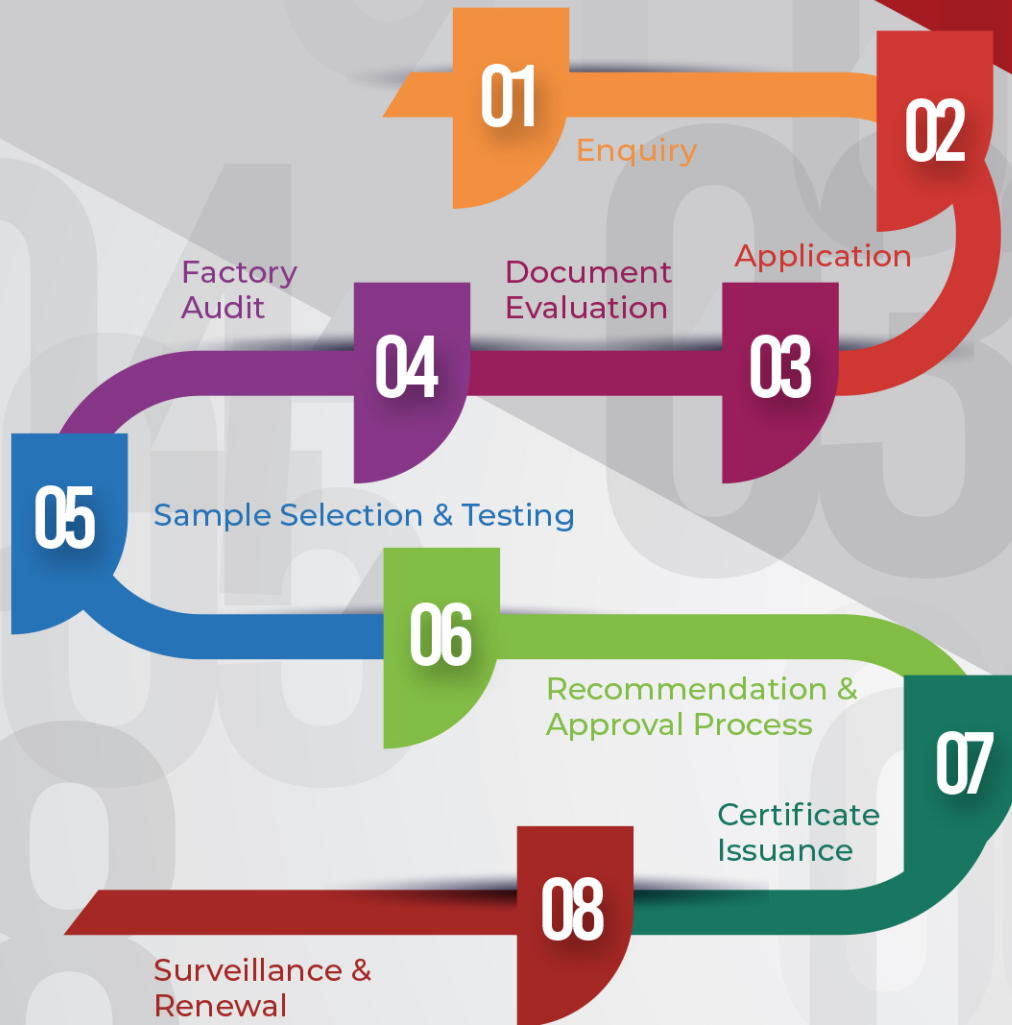 01
Enquiry
02
Application
03
Document
Evaluation
04
Factory
Audit
05
Sample Selection & Testing
06
Recommendation &
Approval Process
07
Certificate
Issuance
08
Surveillance &
Renewal